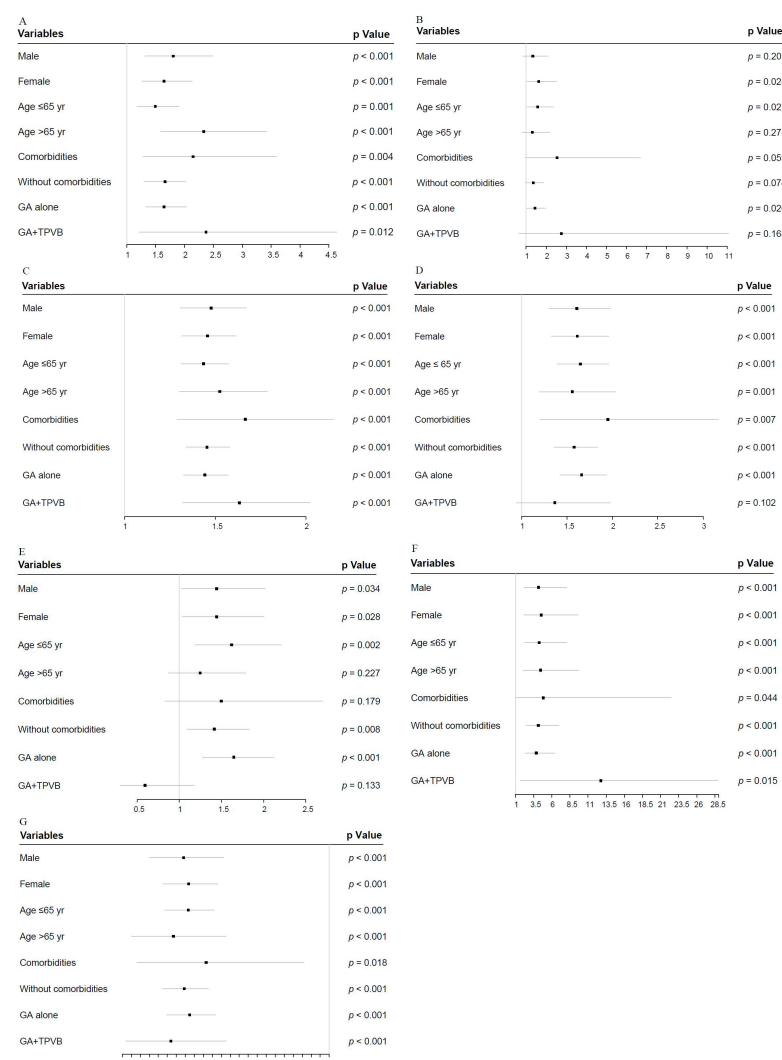 A
Variables p Value
Male p < 0.001
Female p < 0.001
Age ≤65 yr p = 0.001
Age >65 yr p < 0.001
Comorbidities p = 0.004
Without comorbidities p < 0.001
GA alone p < 0.001
GA+TPVB p = 0.012
1 1.5 2 2.5 3 3.5 4 4.5
B
Variables p Value
Male p = 0.20
Female p = 0.02
Age ≤65 yr p = 0.02
Age >65 yr p = 0.27
Comorbidities p = 0.05
Without comorbidities p = 0.07
GA alone p = 0.02
GA+TPVB p = 0.16
1 2 3 4 5 6 7 8 9 10 11
C
Variables p Value
Male p < 0.001
Female p < 0.001
Age ≤65 yr p < 0.001
Age >65 yr p < 0.001
Comorbidities p < 0.001
Without comorbidities p < 0.001
GA alone p < 0.001
GA+TPVB p < 0.001
1 1.5 2
D
Variables p Value
Male p < 0.001
Female p < 0.001
Age ≤ 65 yr p < 0.001
Age >65 yr p = 0.001
Comorbidities p = 0.007
Without comorbidities p < 0.001
GA alone p < 0.001
GA+TPVB p = 0.102
1 1.5 2 2.5 3
E
Variables p Value
Male p = 0.034
Female p = 0.028
Age ≤65 yr p = 0.002
Age >65 yr p = 0.227
Comorbidities p = 0.179
Without comorbidities p = 0.008
GA alone p < 0.001
GA+TPVB p = 0.133
0.5 1 1.5 2 2.5
F
Variables p Value
Male p < 0.001
Female p < 0.001
Age ≤65 yr p < 0.001
Age >65 yr p < 0.001
Comorbidities p = 0.044
Without comorbidities p < 0.001
GA alone p < 0.001
GA+TPVB p = 0.015
1 3.5 6 8.5 11 13.5 16 18.5 21 23.5 26 28.5
G
Variables p Value
Male p < 0.001
Female p < 0.001
Age ≤65 yr p < 0.001
Age >65 yr p < 0.001
Comorbidities p = 0.018
Without comorbidities p < 0.001
GA alone p < 0.001
GA+TPVB p < 0.001